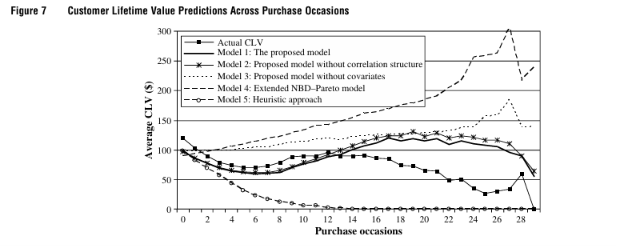 Figure 7 Customer Lifetime Value Predictions Across Purchase Occasions
300
250
200
150
100
50
0
Average CLV ($)
Actual CLV
Model 1: The proposed model
Model 2: Proposed model without correlation structure
Model 3: Proposed model without covariates
Model 4: Extended NBD–Pareto model
Model 5: Heuristic approach
0 2 4 6 8 10 12 14 16 18 20 22 24 26 28
Purchase occasions